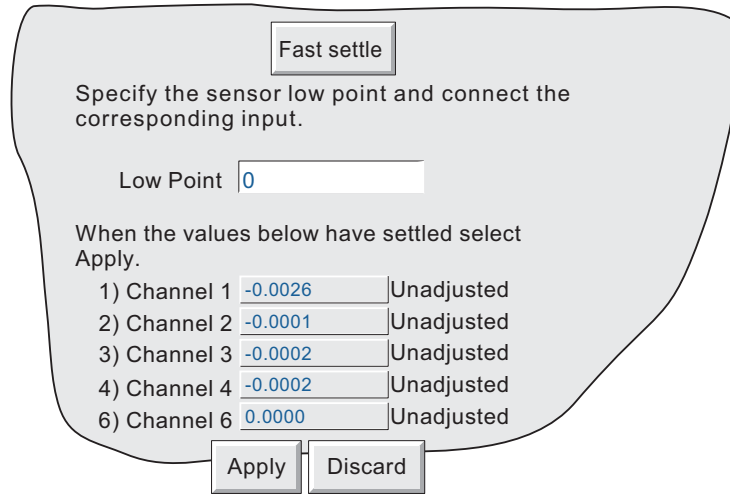 Fast settle
Specify the sensor low point and connect the
corresponding input.
Low Point 0
When the values below have settled select
Apply.
1) Channel 1 -0.0026 Unadjusted
2) Channel 2 -0.0001 Unadjusted
3) Channel 3 -0.0002 Unadjusted
4) Channel 4 -0.0002 Unadjusted
6) Channel 6 0.0000 Unadjusted
Apply Discard